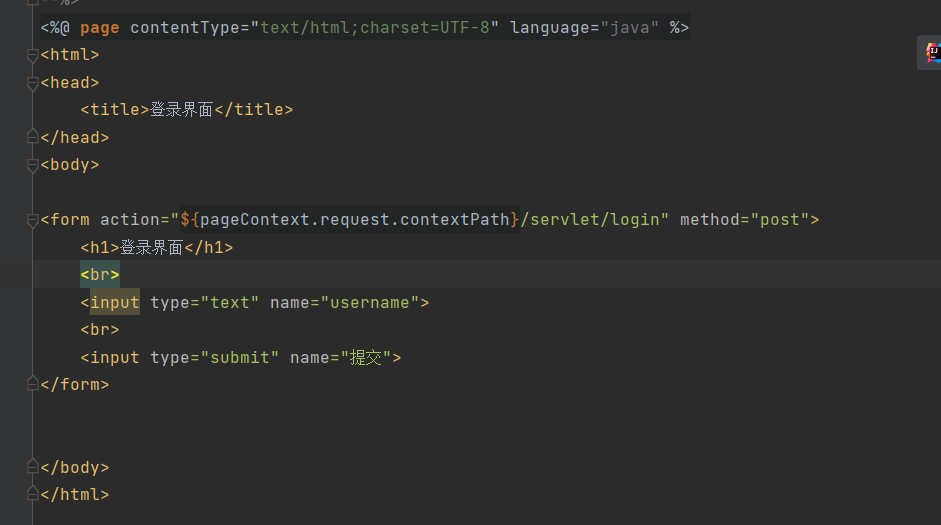 --%>
<%@ page contentType="text/html;charset=UTF-8" language="java" %>
<html>
<head>
    <title>登录界面</title>
</head>
<body>
<form action="${pageContext.request.contextPath}/servlet/login" method="post">
    <h1>登录界面</h1>
    <br>
    <input type="text" name="username">
    <br>
    <input type="submit" name="提交">
</form>
</body>
</html>